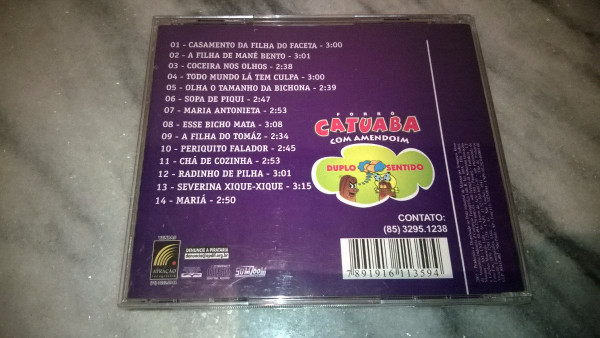 01 - CASAMENTO DA FILHA DO FACETA - 3:00
02 - A FILHA DE MANÉ BENTO - 3:01
03 - COCEIRA NOS OLHOS - 2:38
04 - TODO MUNDO LÁ TEM CULPA - 3:00
05 - OLHA O TAMANHO DA BICHONA - 2:39
06 - SOPA DE PIQUI - 2:47
07 - MARIA ANTONIETA - 2:53
08 - ESSE BICHO MATA - 3:08
09 - A FILHA DO TOMÁZ - 2:34
10 - PERIQUITO FALADOR - 2:45
11 - CHÁ DE COZINHA - 2:53
12 - RADINHO DE PILHA - 3:01
13 - SEVERINA XIQUE-XIQUE - 3:15
14 - MARIÁ - 2:50
FORRÓ
CATUABA
COM AMENDOIM
DUPLO SENTIDO
CONTATO:
(85) 3295.1238
7891916113594
ATRAÇÃO
DENUNCIE A PIRATARIA